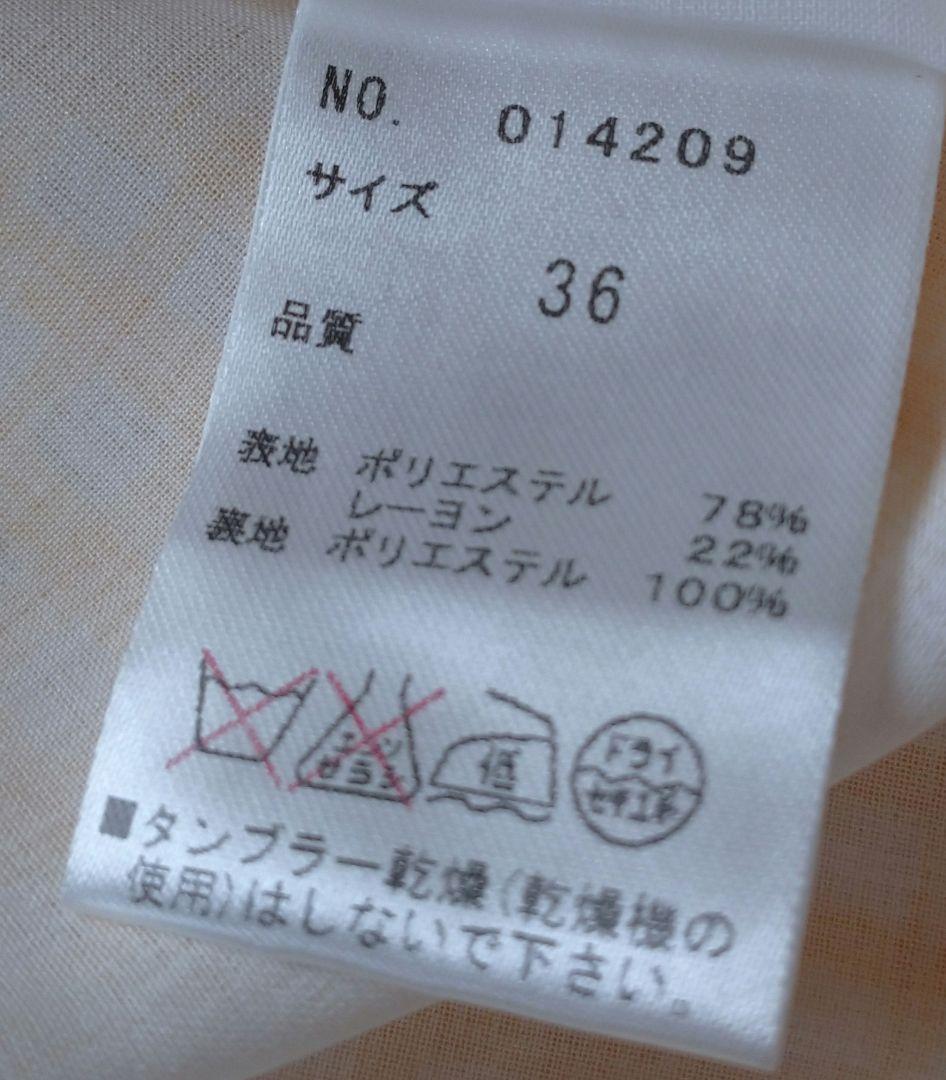 NO. 014209
サイズ
36
品質
表地 ポリエステル 78%
レーヨン 22%
裏地 ポリエステル 100%
エンソ
サラシ
低
ドライ
セキユ系
■タンブラー乾燥(乾燥機の
使用)はしないで下さい。